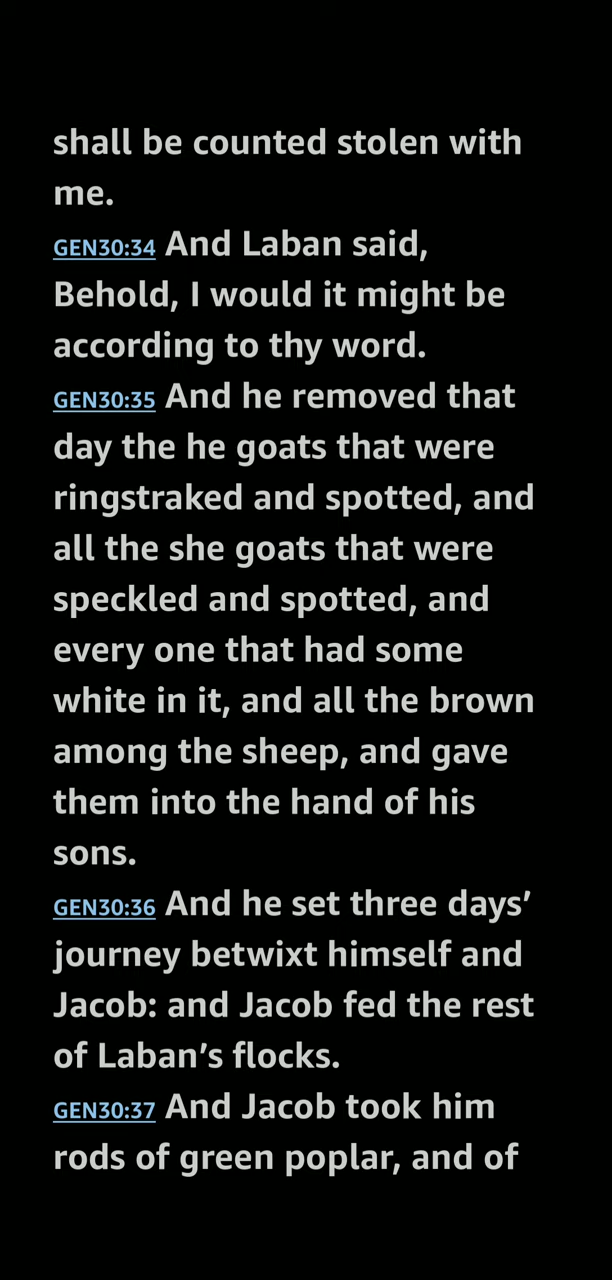 shall be counted stolen with
me.
GEN30:34 And Laban said,
Behold, I would it might be
according to thy word.
GEN30:35 And he removed that
day the he goats that were
ringstraked and spotted, and
all the she goats that were
speckled and spotted, and
every one that had some
white in it, and all the brown
among the sheep, and gave
them into the hand of his
sons.
GEN30:36 And he set three days’
journey betwixt himself and
Jacob: and Jacob fed the rest
of Laban’s flocks.
GEN30:37 And Jacob took him
rods of green poplar, and of